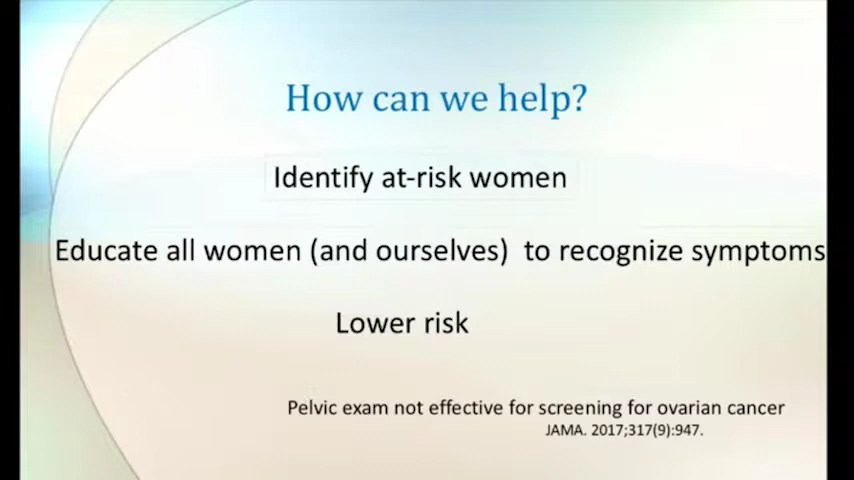 How can we help?
Identify at-risk women
Educate all women (and ourselves)  to recognize symptoms
Lower risk
Pelvic exam not effective for screening for ovarian cancer
JAMA. 2017;317(9):947.